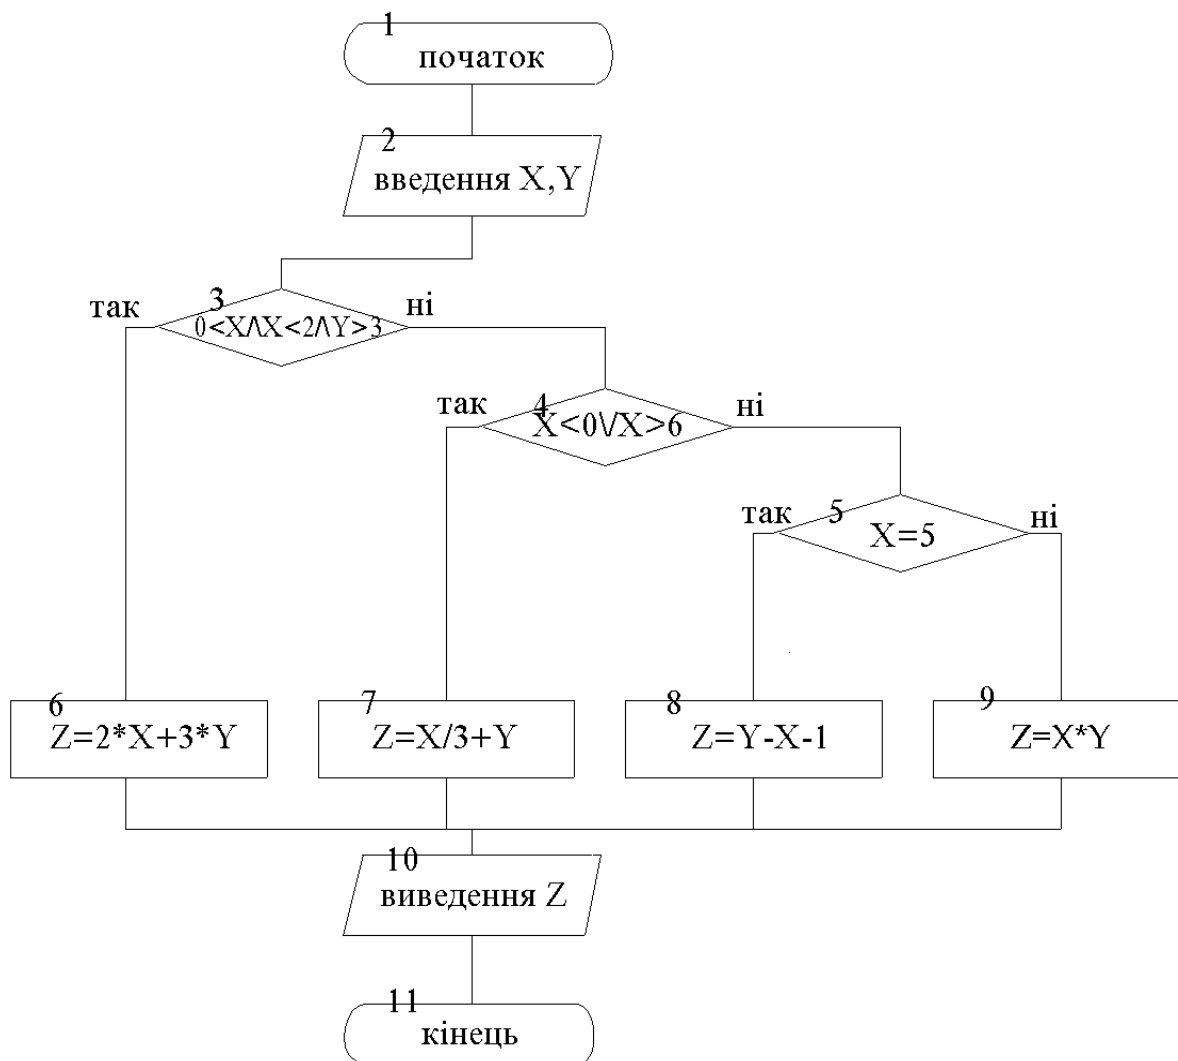 1
початок
2
введення X,Y
так
3
0<X/\X<2/\Y>3
ні
так
4
X<0\/X>6
ні
так
5
X=5
ні
6
Z=2*X+3*Y
7
Z=X/3+Y
8
Z=Y-X-1
9
Z=X*Y
10
виведення Z
11
кінець